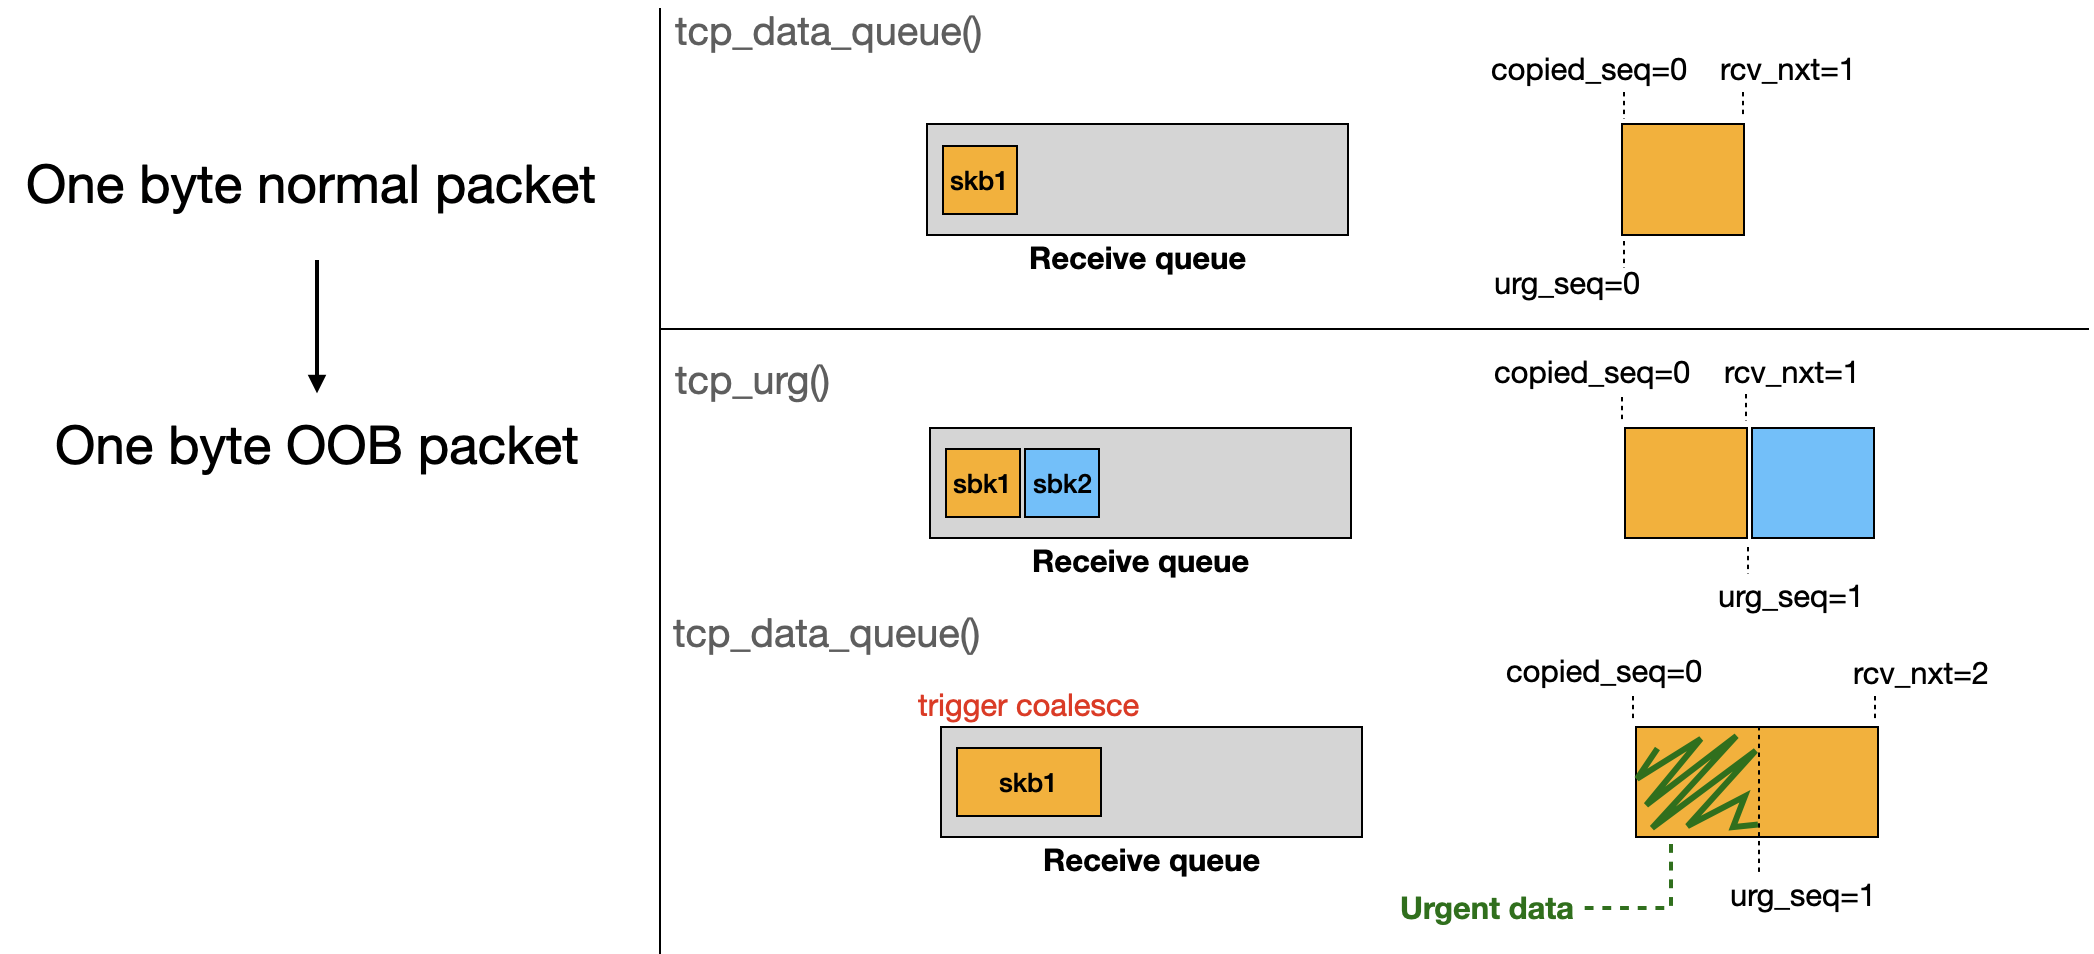 One byte normal packet
One byte OOB packet
tcp_data_queue()
copied_seq=0 rcv_nxt=1
skb1
Receive queue
urg_seq=0
tcp_urg()
copied_seq=0 rcv_nxt=1
sbk1 sbk2
Receive queue
urg_seq=1
tcp_data_queue()
copied_seq=0 rcv_nxt=2
trigger coalesce
skb1
Receive queue
urg_seq=1
Urgent data